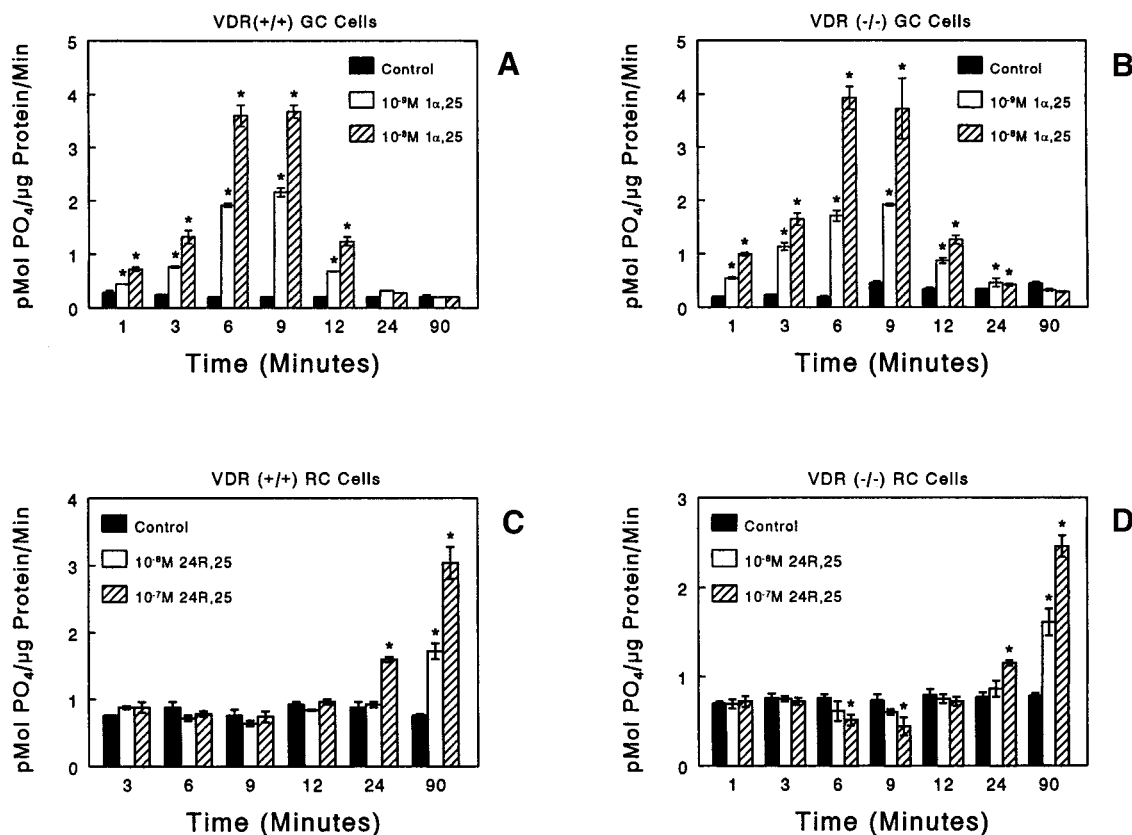 VDR(+/+) GC Cells
A
pMol PO₄/µg Protein/Min
5
4
3
2
1
0
Control
10⁻⁹M 1α,25
10⁻⁸M 1α,25
* * * * * * * * * *
1 3 6 9 12 24 90
Time (Minutes)
VDR (-/-) GC Cells
B
pMol PO₄/µg Protein/Min
5
4
3
2
1
0
Control
10⁻⁹M 1α,25
10⁻⁸M 1α,25
* * * * * * * * * * * *
1 3 6 9 12 24 90
Time (Minutes)
VDR (+/+) RC Cells
C
pMol PO₄/µg Protein/Min
4
3
2
1
0
Control
10⁻⁸M 24R,25
10⁻⁷M 24R,25
* * *
3 6 9 12 24 90
Time (Minutes)
VDR (-/-) RC Cells
D
pMol PO₄/µg Protein/Min
3
2
1
0
Control
10⁻⁸M 24R,25
10⁻⁷M 24R,25
* * * * *
1 3 6 9 12 24 90
Time (Minutes)